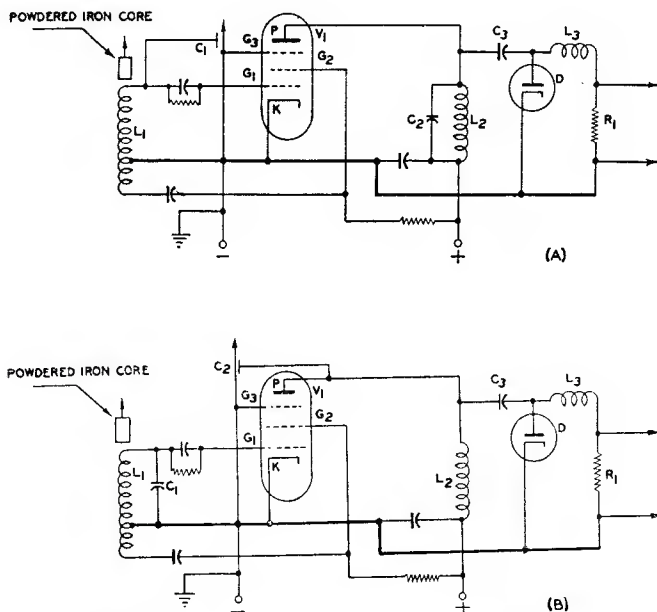 POWDERED IRON CORE
C1
P
V1
G3
G2
G1
K
L1
C2
L2
C3
L3
D
R1
−
+
(A)
POWDERED IRON CORE
C2
P
V1
G3
G2
G1
K
L1
C1
L2
C3
L3
D
R1
−
+
(B)